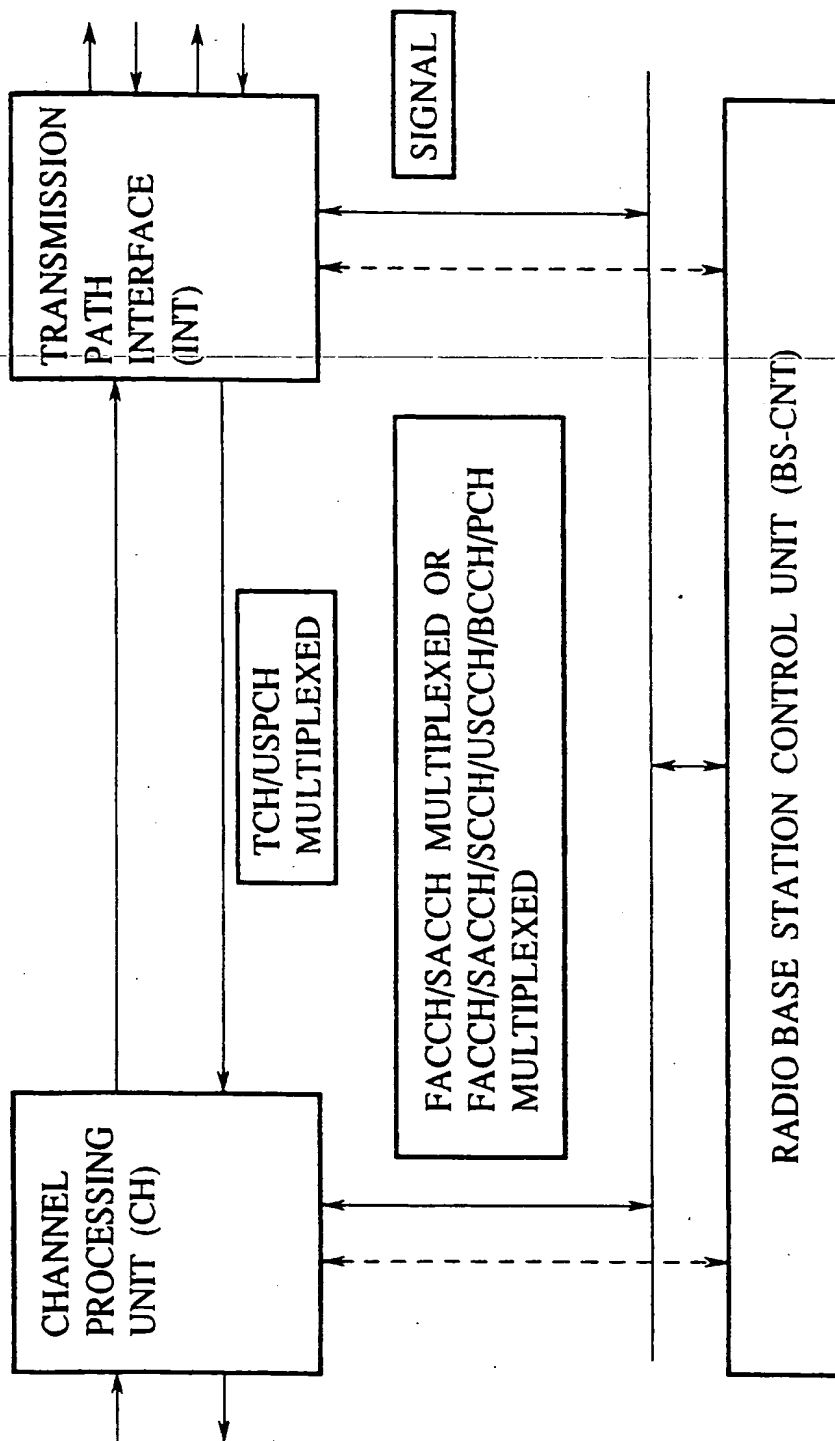 CHANNEL
PROCESSING
UNIT (CH)
TRANSMISSION
PATH
INTERFACE
(INT)
TCH/USPCH
MULTIPLEXED
SIGNAL
FACCH/SACCH MULTIPLEXED OR
FACCH/SACCH/SCCH/USCCH/BCCH/PCH
MULTIPLEXED
RADIO BASE STATION CONTROL UNIT (BS-CNT)